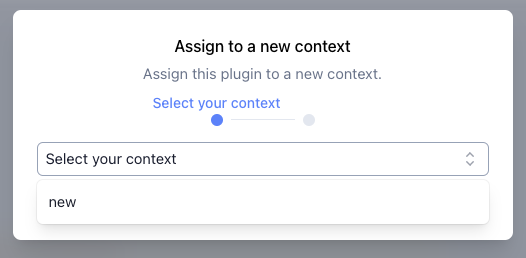 Assign to a new context
Assign this plugin to a new context.
Select your context
Select your context
new